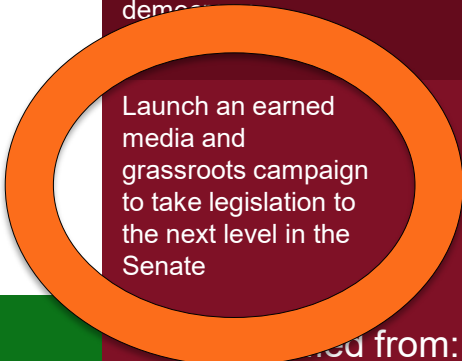 Launch an earned
media and
grassroots campaign
to take legislation to
the next level in the
Senate
from: